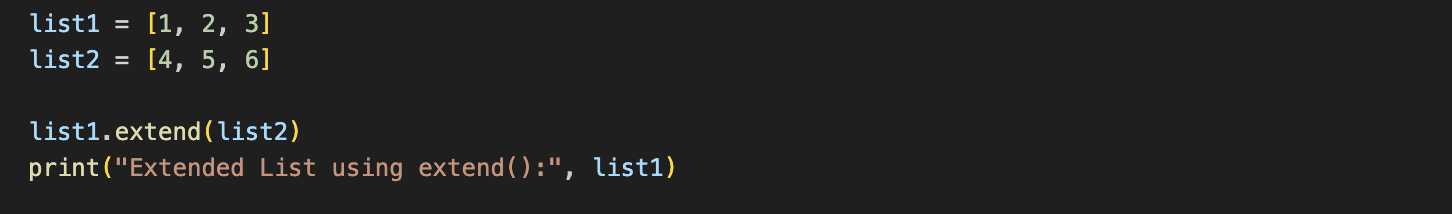 list1 = [1, 2, 3]
list2 = [4, 5, 6]
list1.extend(list2)
print("Extended List using extend():", list1)